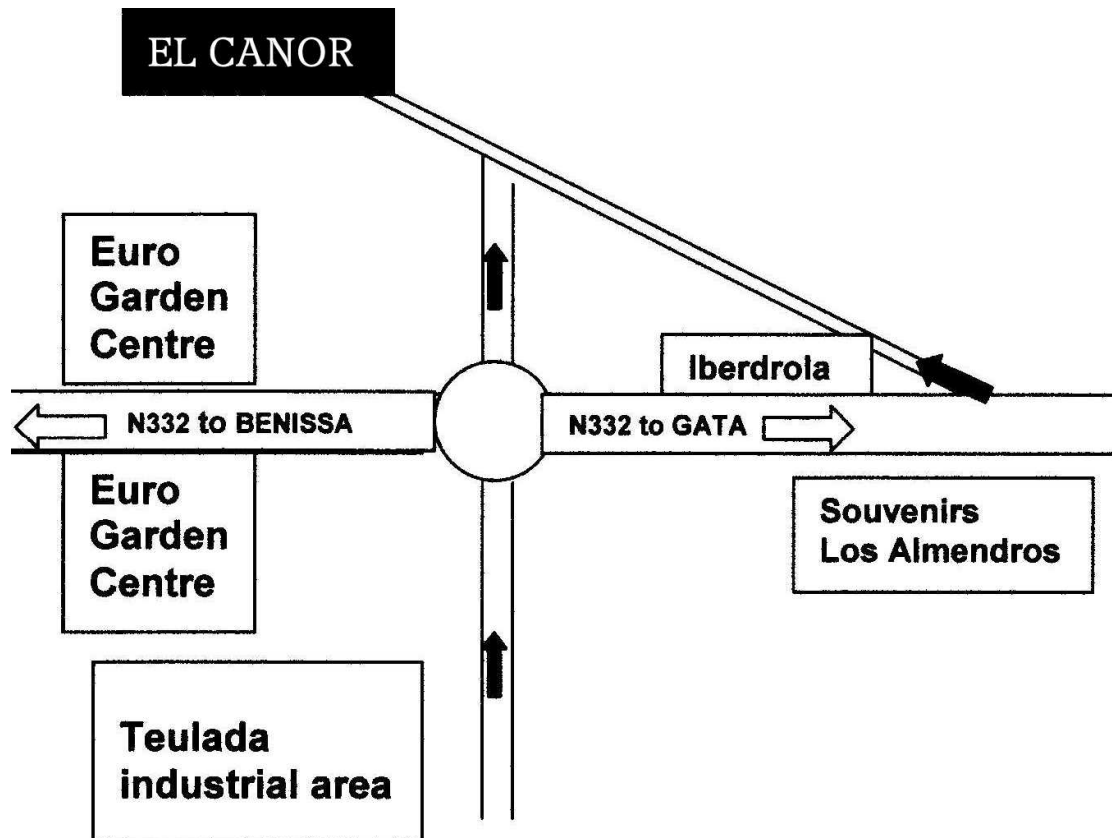 EL CANOR
Euro
Garden
Centre
Iberdrola
N332 to BENISSA
N332 to GATA
Euro
Garden
Centre
Souvenirs
Los Almendros
Teulada
industrial area